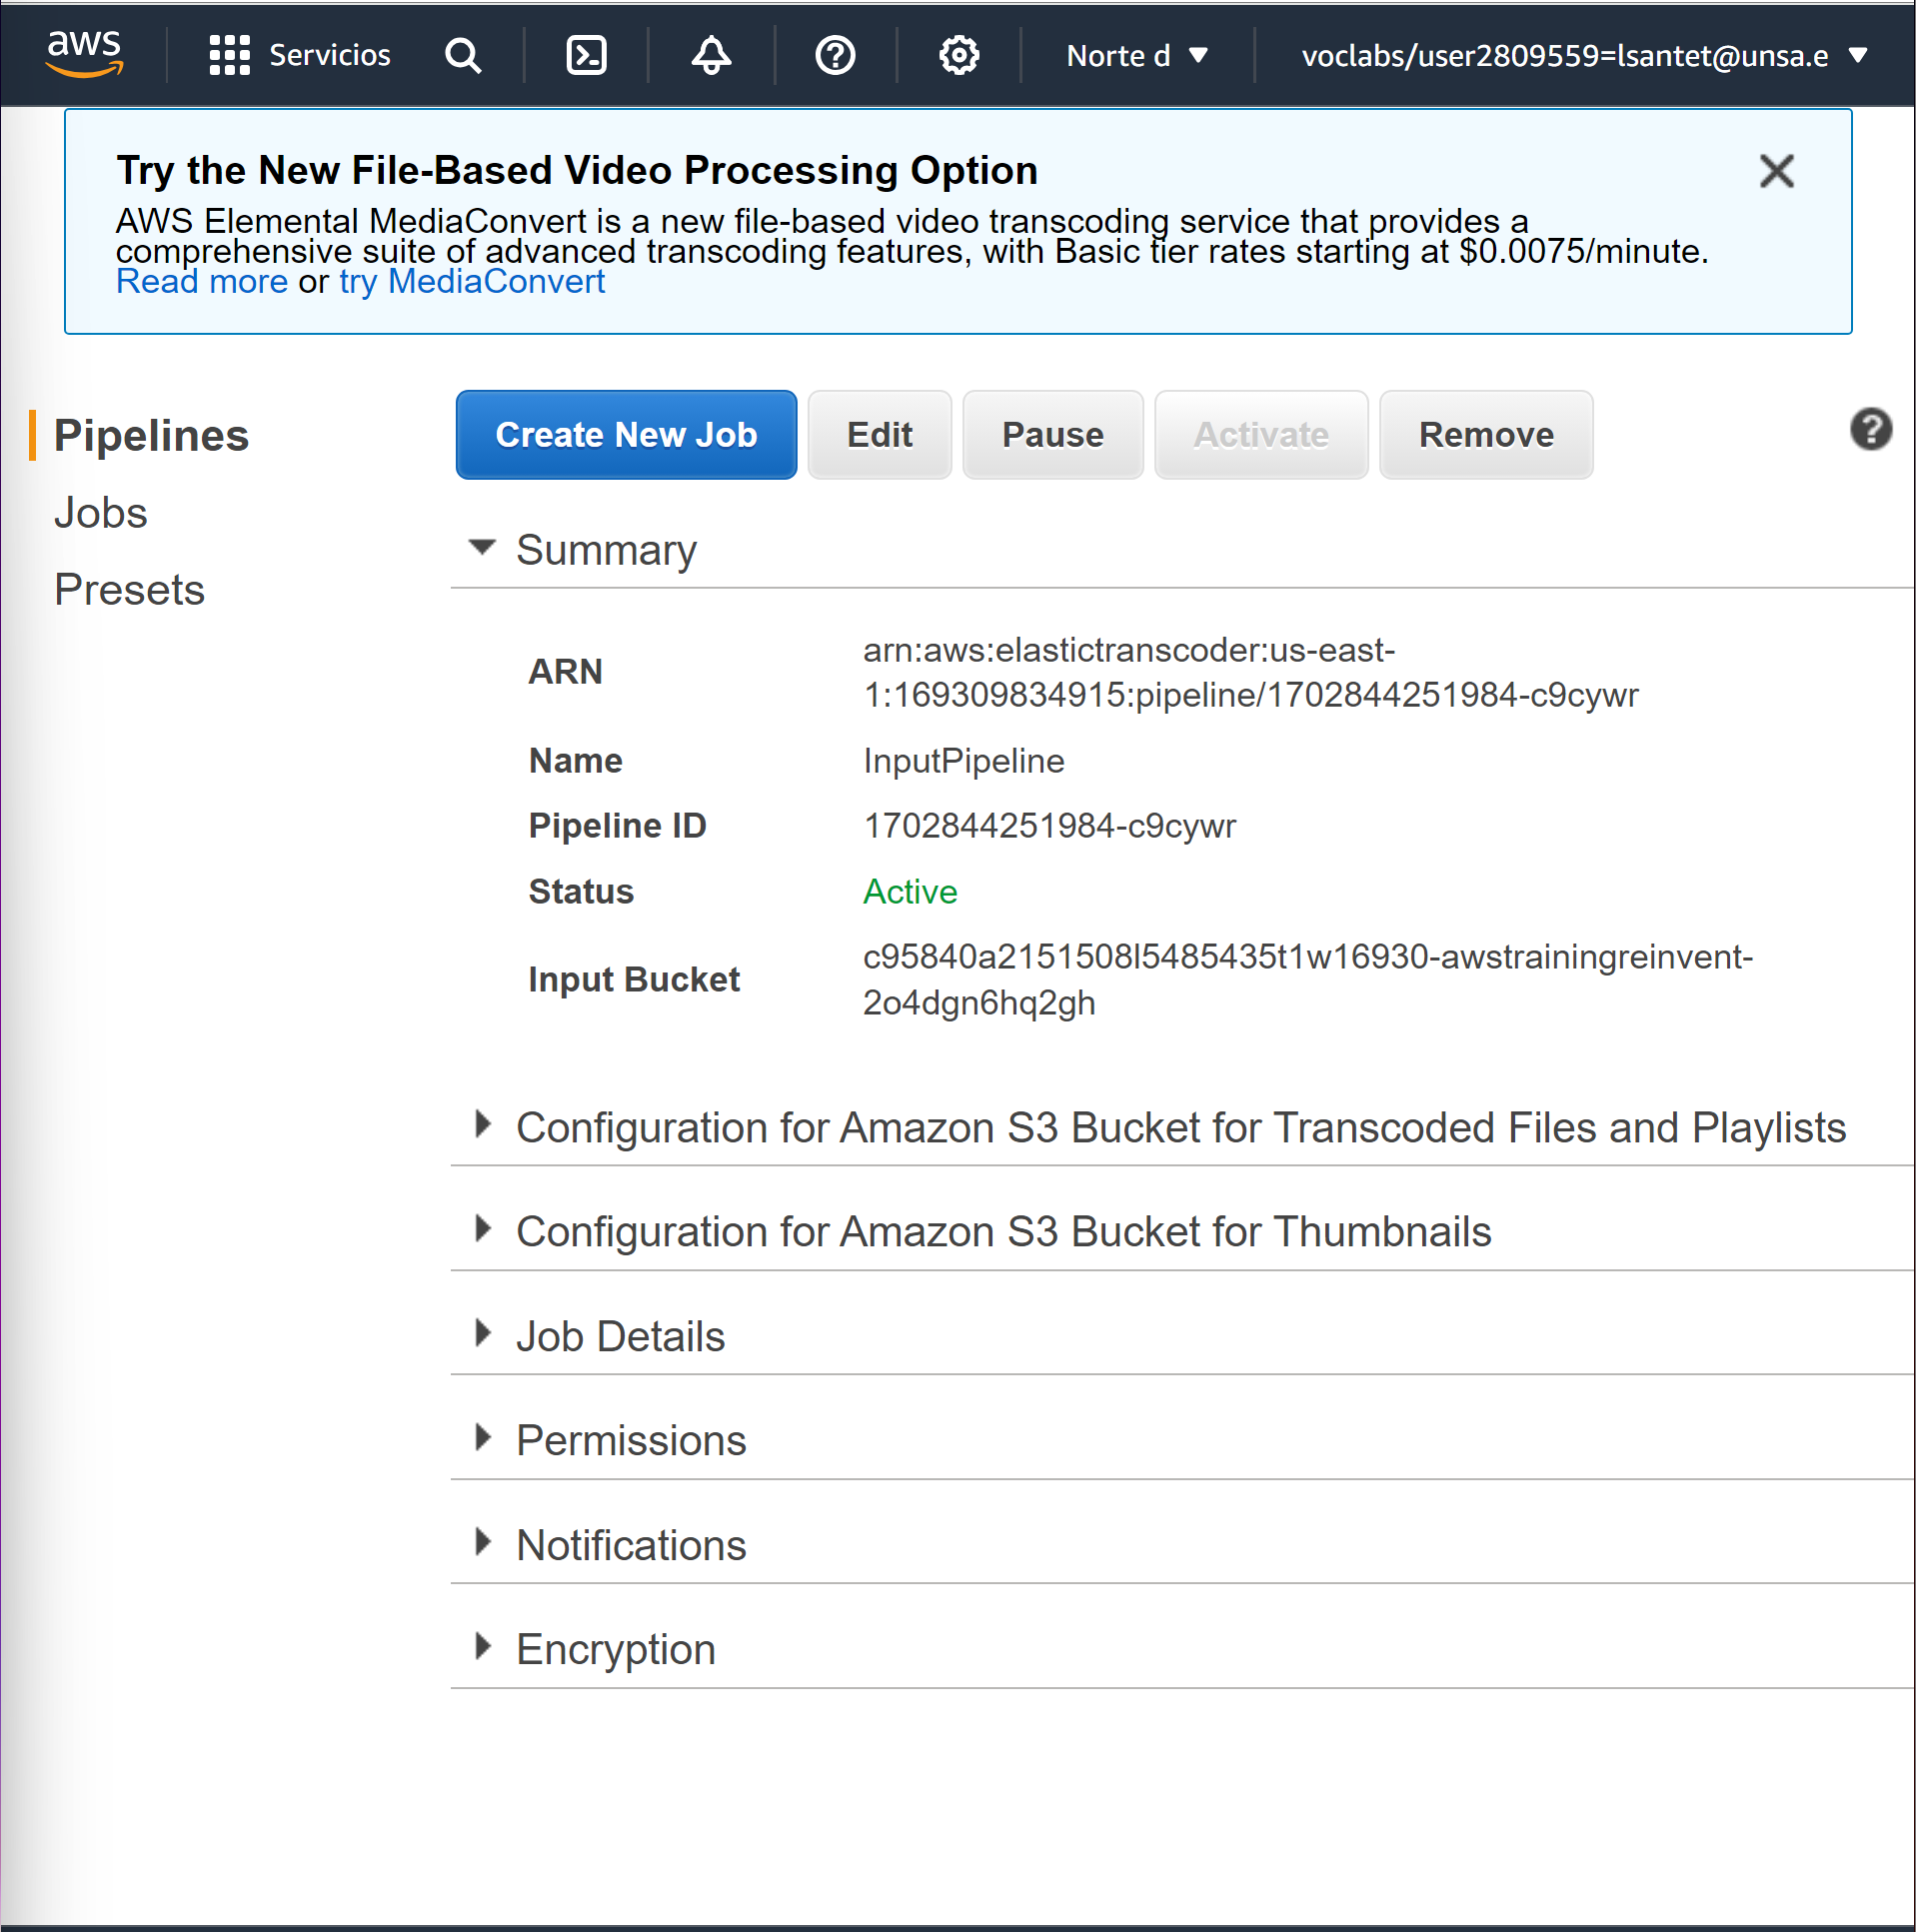 aws
Servicios
Norte d
voclabs/user2809559=lsantet@unsa.e
Try the New File-Based Video Processing Option
AWS Elemental MediaConvert is a new file-based video transcoding service that provides a
comprehensive suite of advanced transcoding features, with Basic tier rates starting at $0.0075/minute.
Read more or try MediaConvert
Pipelines
Jobs
Presets
Create New Job
Edit
Pause
Activate
Remove
Summary
ARN
arn:aws:elastictranscoder:us-east-
1:169309834915:pipeline/1702844251984-c9cywr
Name
InputPipeline
Pipeline ID
1702844251984-c9cywr
Status
Active
Input Bucket
c95840a2151508l5485435t1w16930-awstrainingreinvent-
2o4dgn6hq2gh
Configuration for Amazon S3 Bucket for Transcoded Files and Playlists
Configuration for Amazon S3 Bucket for Thumbnails
Job Details
Permissions
Notifications
Encryption